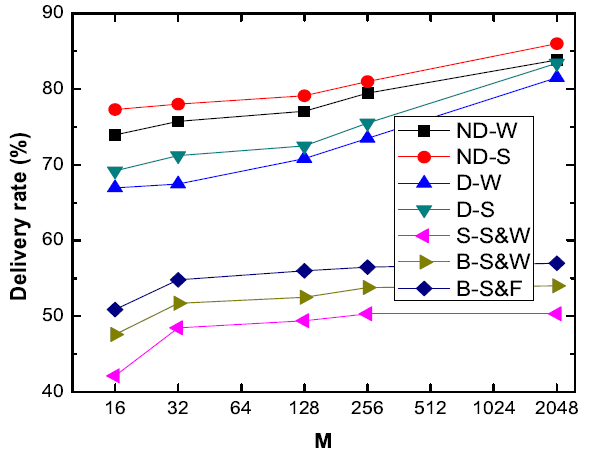 90
80
70
60
50
40
Delivery rate (%)
ND-W
ND-S
D-W
D-S
S-S&W
B-S&W
B-S&F
16 32 64 128 256 512 1024 2048
M